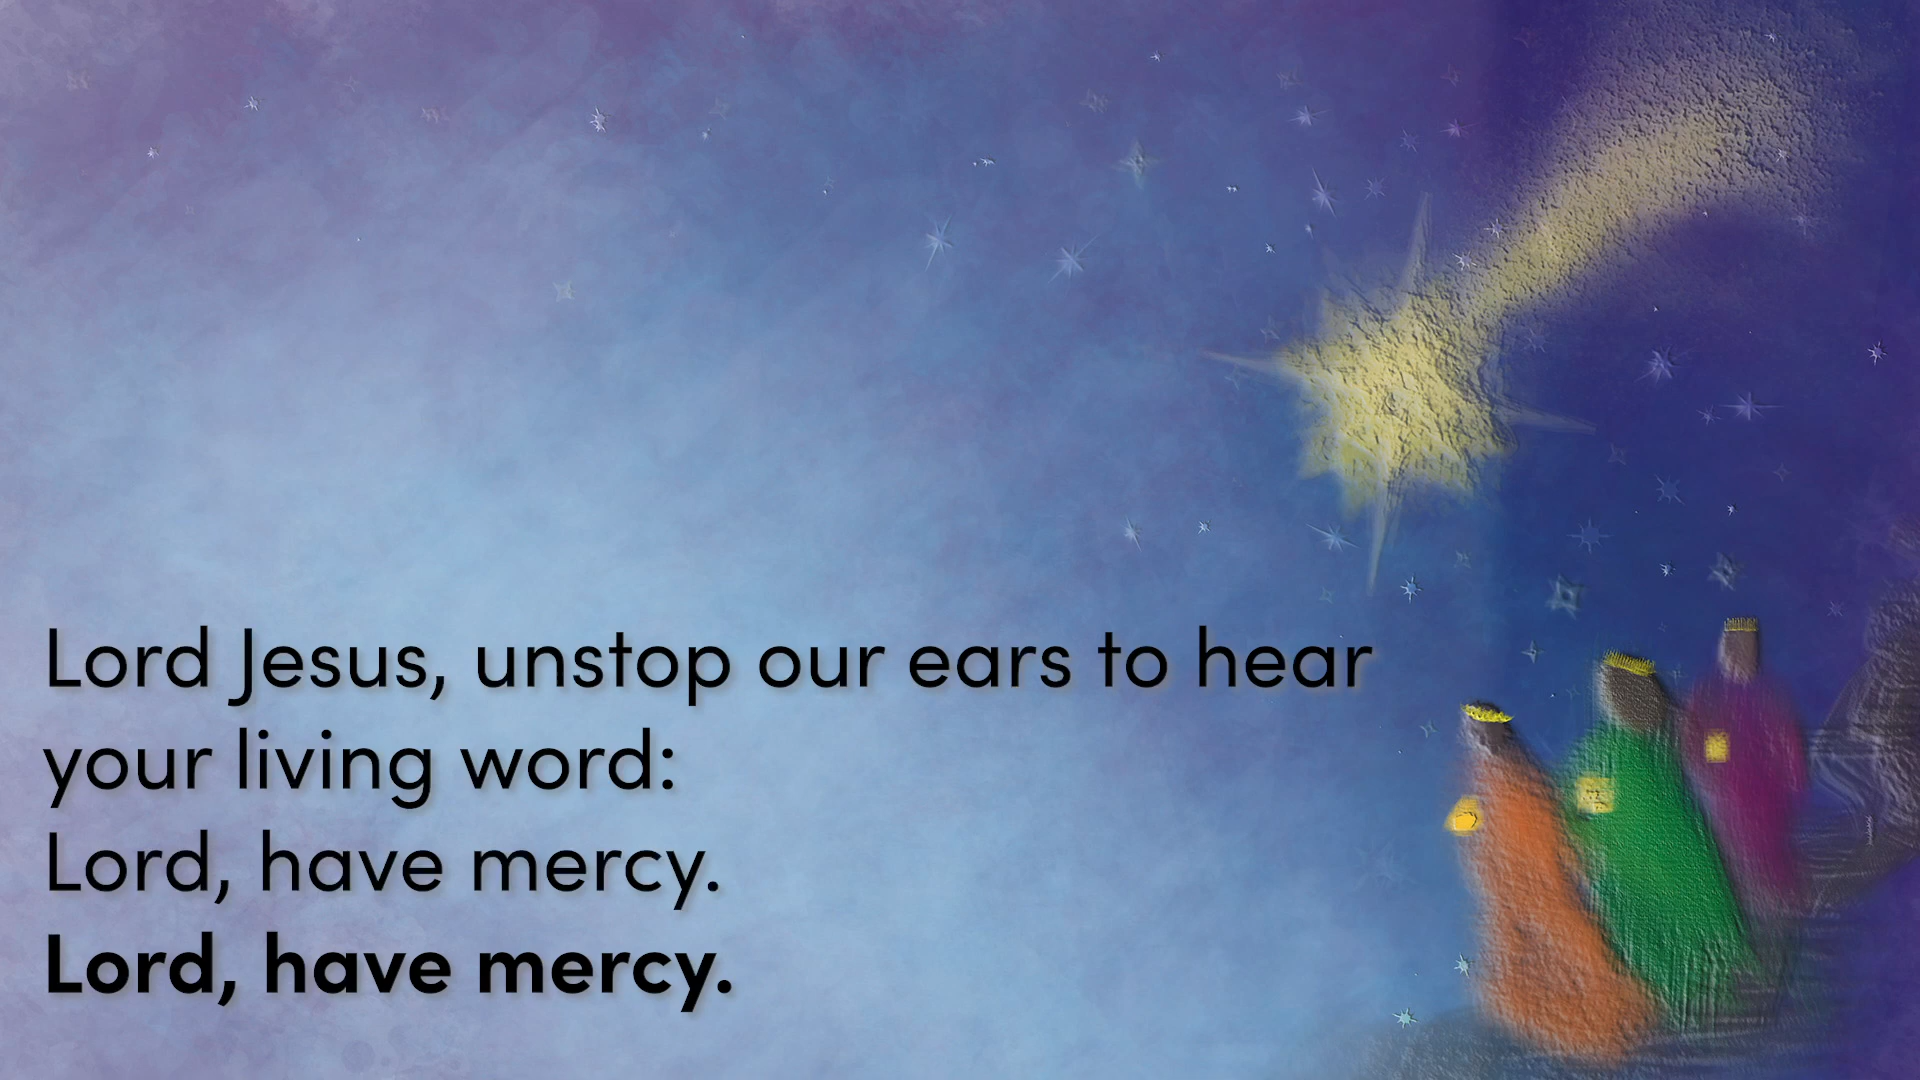 Lord Jesus, unstop our ears to hear
your living word:
Lord, have mercy.
Lord, have mercy.